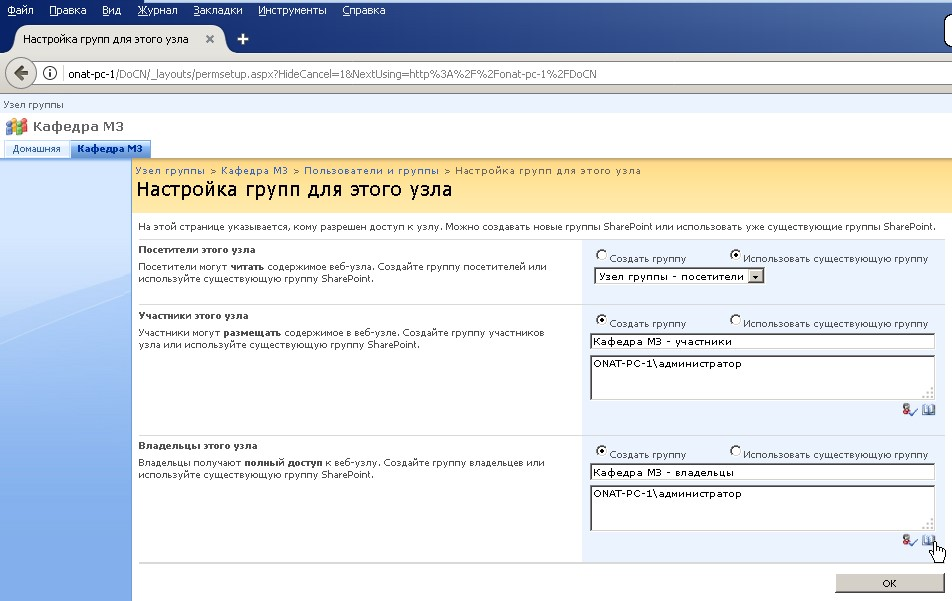 Файл Правка Вид Журнал Закладки Инструменты Справка
Настройка групп для этого узла
onat-pc-1/DoCN/_layouts/permsetup.aspx?HideCancel=1&NextUsing=http%3A%2F%2Fonat-pc-1%2FDoCN
Узел группы
Кафедра МЗ
Домашняя Кафедра МЗ
Узел группы > Кафедра МЗ > Пользователи и группы > Настройка групп для этого узла
Настройка групп для этого узла
На этой странице указывается, кому разрешен доступ к узлу. Можно создавать новые группы SharePoint или использовать уже существующие группы SharePoint.
Посетители этого узла
Посетители могут читать содержимое веб-узла. Создайте группу посетителей или
используйте существующую группу SharePoint.
Создать группу Использовать существующую группу
Узел группы - посетители
Участники этого узла
Участники могут размещать содержимое в веб-узле. Создайте группу участников
узла или используйте существующую группу SharePoint.
Создать группу Использовать существующую группу
Кафедра МЗ - участники
ONAT-PC-1\администратор
Владельцы этого узла
Владельцы получают полный доступ к веб-узлу. Создайте группу владельцев или
используйте существующую группу SharePoint.
Создать группу Использовать существующую группу
Кафедра МЗ - владельцы
ONAT-PC-1\администратор
ОК